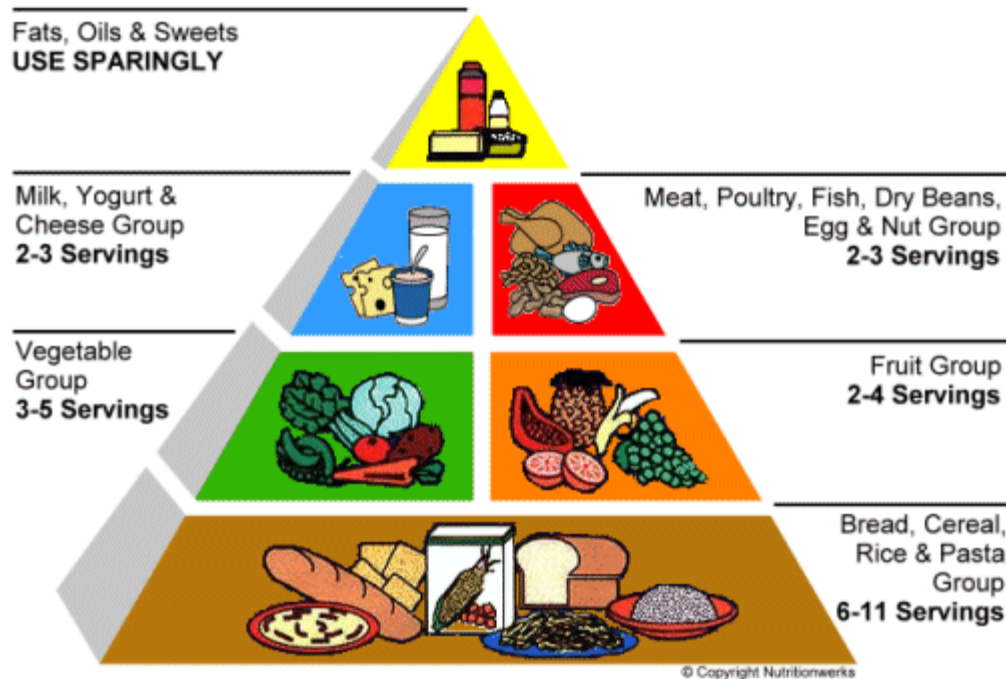 Fats, Oils & Sweets
USE SPARINGLY
Milk, Yogurt &
Cheese Group
2-3 Servings
Meat, Poultry, Fish, Dry Beans,
Egg & Nut Group
2-3 Servings
Vegetable
Group
3-5 Servings
Fruit Group
2-4 Servings
Bread, Cereal,
Rice & Pasta
Group
6-11 Servings
© Copyright Nutritionwerks